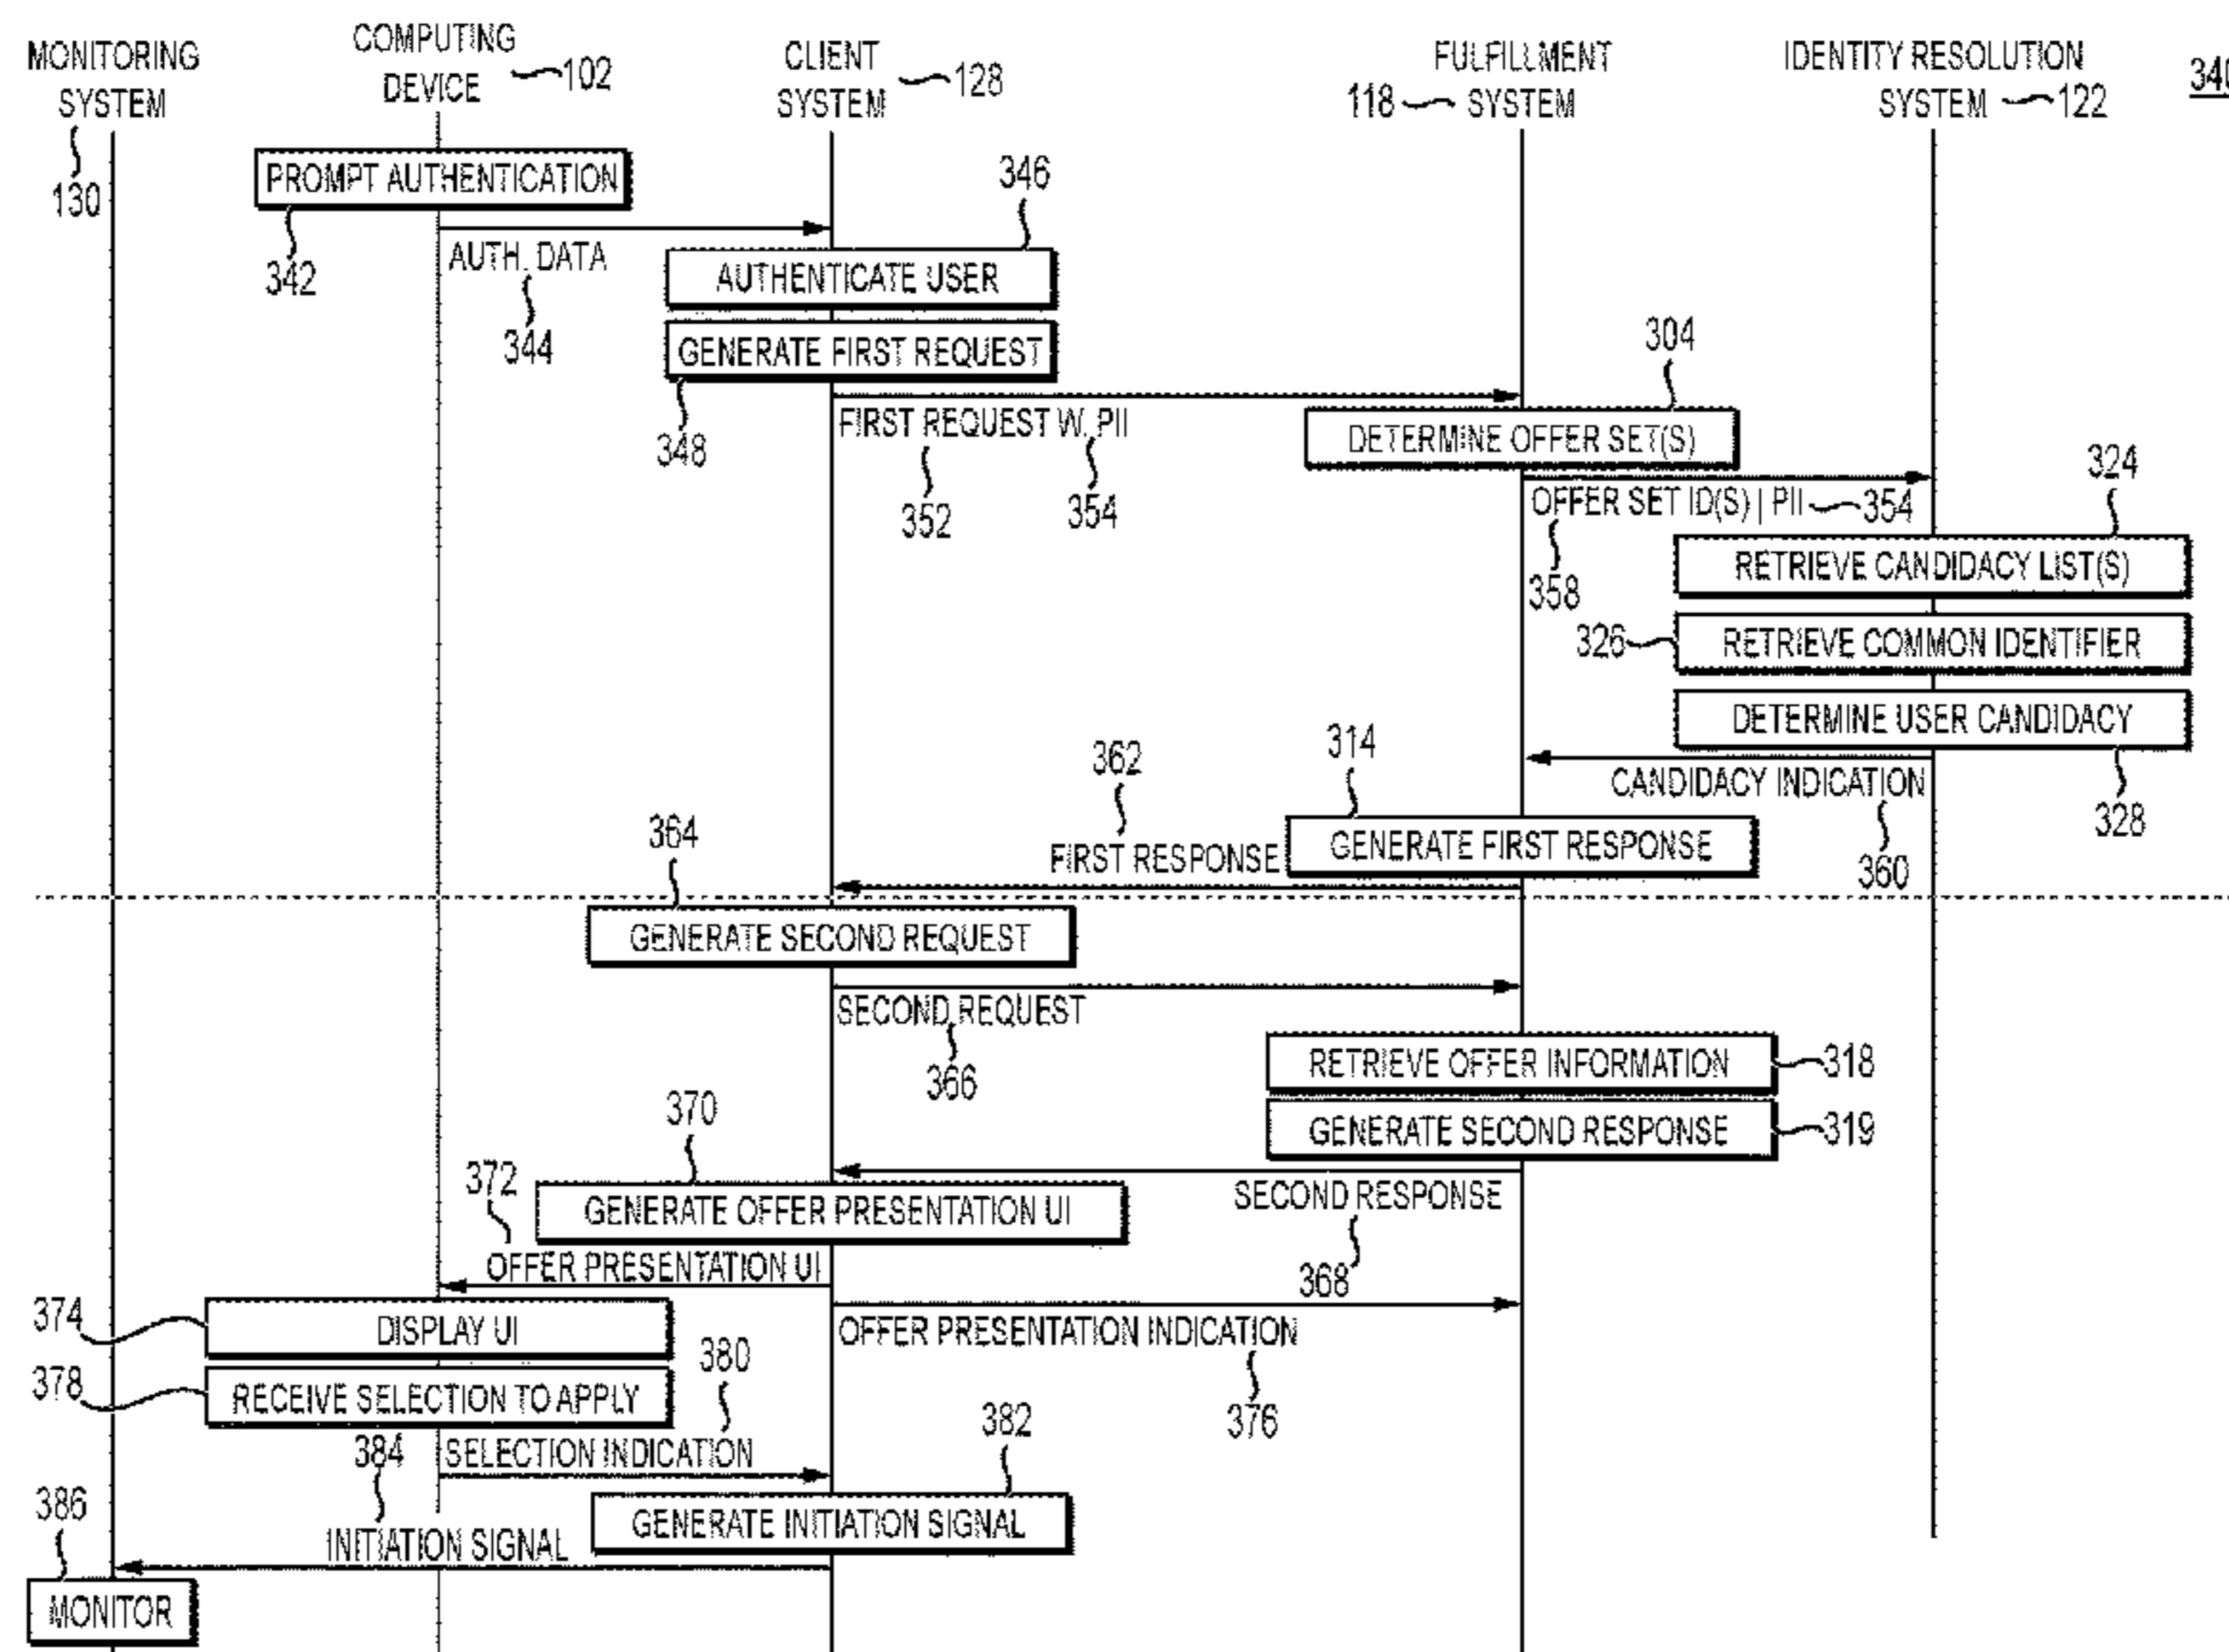 MONITORING
SYSTEM
130
COMPUTING
DEVICE 102
CLIENT
SYSTEM 128
FULFILLMENT
118 SYSTEM
IDENTITY RESOLUTION
SYSTEM 122
340
PROMPT AUTHENTICATION
342
AUTH. DATA
344
346
AUTHENTICATE USER
GENERATE FIRST REQUEST
348
FIRST REQUEST W. PII
352
354
304
DETERMINE OFFER SET(S)
OFFER SET ID(S) | PII 354
358
324
RETRIEVE CANDIDACY LIST(S)
326 RETRIEVE COMMON IDENTIFIER
DETERMINE USER CANDIDACY
328
CANDIDACY INDICATION
360
314
GENERATE FIRST RESPONSE
362
FIRST RESPONSE
364
GENERATE SECOND REQUEST
SECOND REQUEST
366
RETRIEVE OFFER INFORMATION 318
GENERATE SECOND RESPONSE 319
SECOND RESPONSE
368
370
GENERATE OFFER PRESENTATION UI
372
OFFER PRESENTATION UI
374 DISPLAY UI
OFFER PRESENTATION INDICATION
376
378 RECEIVE SELECTION TO APPLY
380
SELECTION INDICATION
382
GENERATE INITIATION SIGNAL
384
INITIATION SIGNAL
386
MONITOR